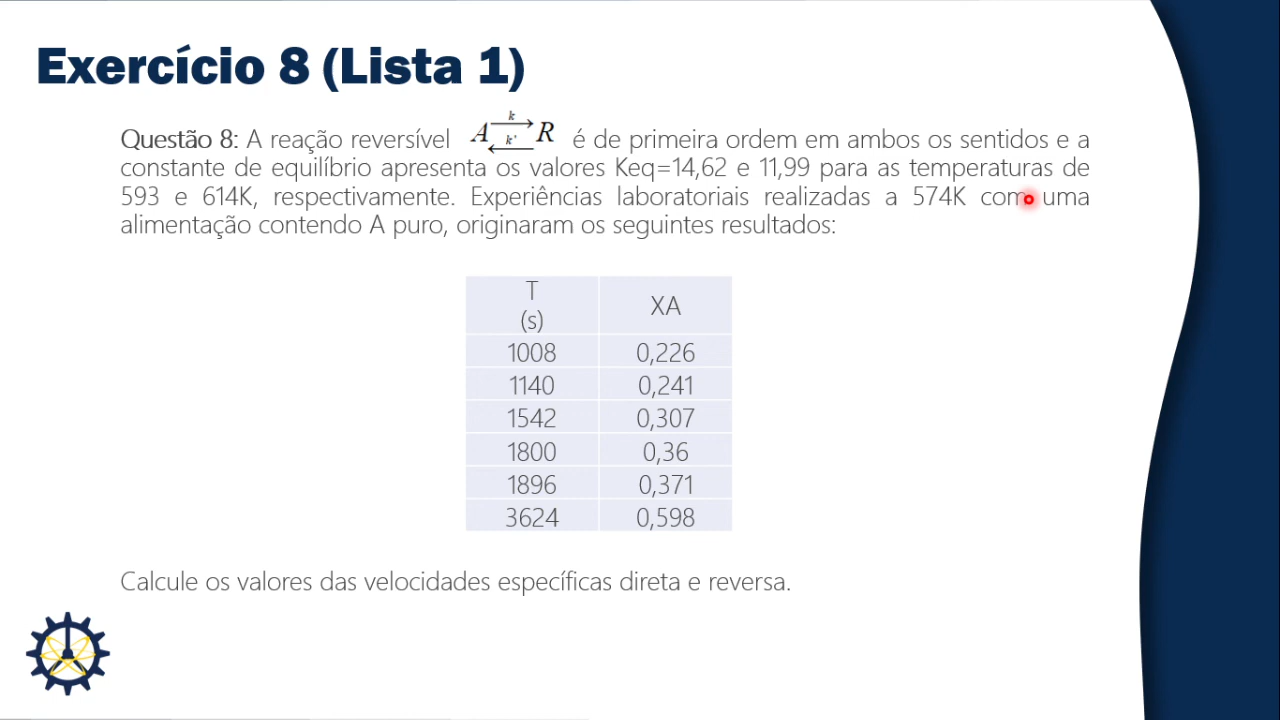 Exercício 8 (Lista 1)
Questão 8: A reação reversível A k k' R é de primeira ordem em ambos os sentidos e a
constante de equilíbrio apresenta os valores Keq=14,62 e 11,99 para as temperaturas de
593 e 614K, respectivamente. Experiências laboratoriais realizadas a 574K com uma
alimentação contendo A puro, originaram os seguintes resultados:
T
(s)
XA
1008 0,226
1140 0,241
1542 0,307
1800 0,36
1896 0,371
3624 0,598
Calcule os valores das velocidades específicas direta e reversa.